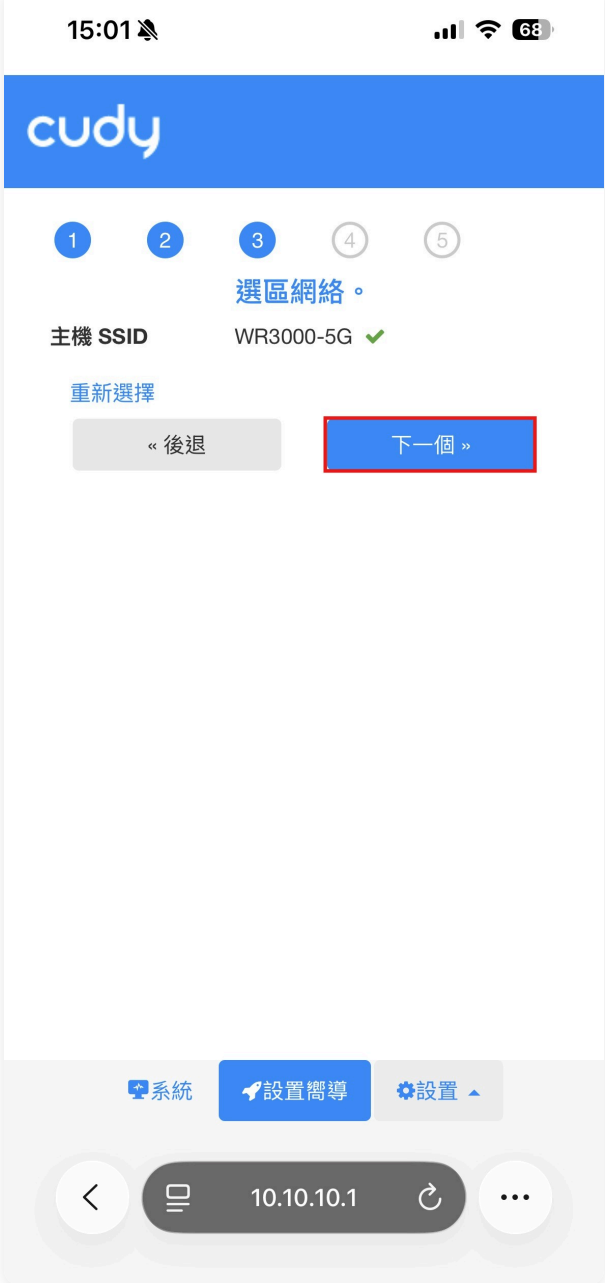 15:01
68
cudy
1 2 3 4 5
選區網絡。
主機 SSID WR3000-5G
重新選擇
« 後退 下一個 »
系統 設置嚮導 設置
10.10.10.1